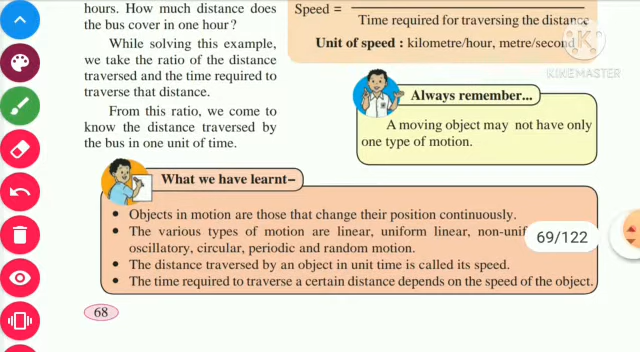 hours. How much distance does
the bus cover in one hour?
While solving this example,
we take the ratio of the distance
traversed and the time required to
traverse that distance.
From this ratio, we come to
know the distance traversed by
the bus in one unit of time.
Speed =
Time required for traversing the distance
Unit of speed : kilometre/hour, metre/second
KINEMASTER
Always remember...
A moving object may not have only
one type of motion.
What we have learnt–
• Objects in motion are those that change their position continuously.
• The various types of motion are linear, uniform linear,
oscillatory, circular, periodic and random motion.
• The distance traversed by an object in unit time is called its speed.
• The time required to traverse a certain distance depends on the speed of the object.
69/122
68